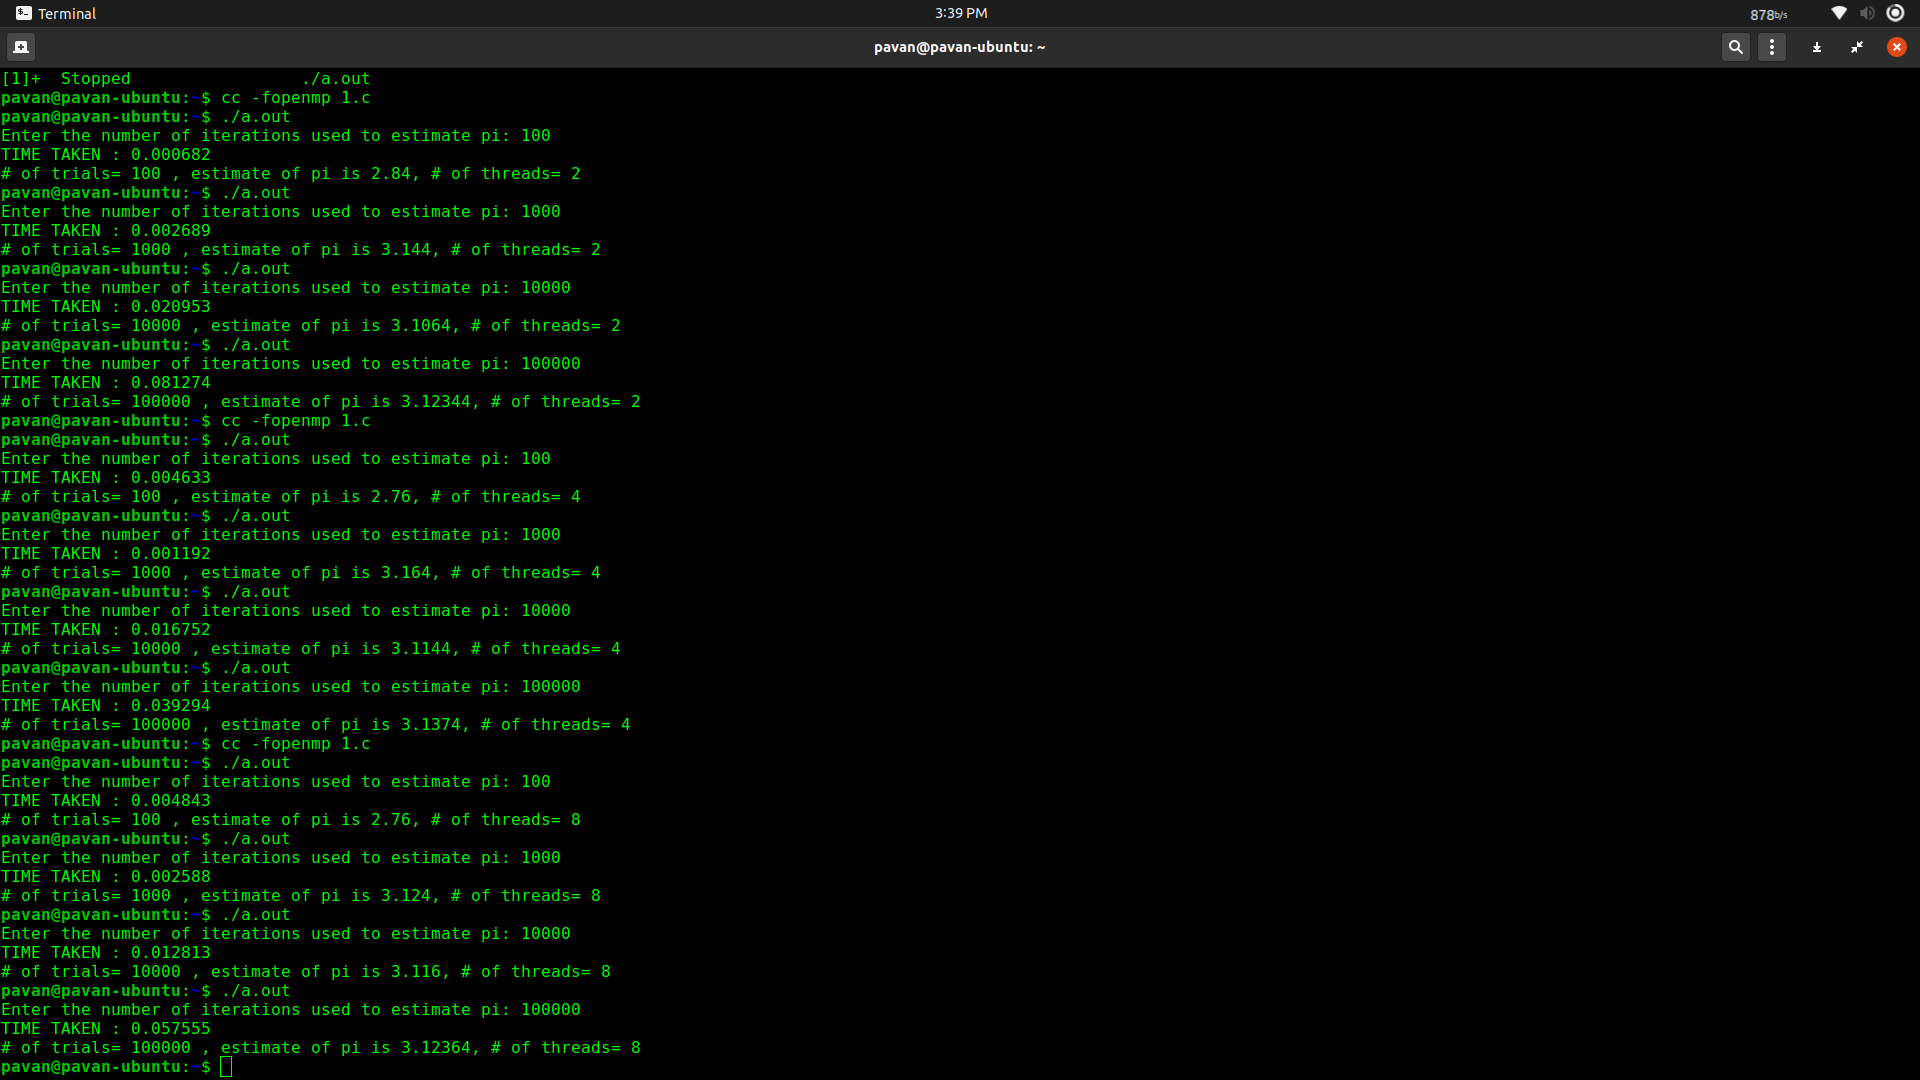 Terminal
3:39 PM
878b/s
pavan@pavan-ubuntu: ~
[1]+  Stopped                 ./a.out
pavan@pavan-ubuntu:~$ cc -fopenmp 1.c
pavan@pavan-ubuntu:~$ ./a.out
Enter the number of iterations used to estimate pi: 100
TIME TAKEN : 0.000682
# of trials= 100 , estimate of pi is 2.84, # of threads= 2
pavan@pavan-ubuntu:~$ ./a.out
Enter the number of iterations used to estimate pi: 1000
TIME TAKEN : 0.002689
# of trials= 1000 , estimate of pi is 3.144, # of threads= 2
pavan@pavan-ubuntu:~$ ./a.out
Enter the number of iterations used to estimate pi: 10000
TIME TAKEN : 0.020953
# of trials= 10000 , estimate of pi is 3.1064, # of threads= 2
pavan@pavan-ubuntu:~$ ./a.out
Enter the number of iterations used to estimate pi: 100000
TIME TAKEN : 0.081274
# of trials= 100000 , estimate of pi is 3.12344, # of threads= 2
pavan@pavan-ubuntu:~$ cc -fopenmp 1.c
pavan@pavan-ubuntu:~$ ./a.out
Enter the number of iterations used to estimate pi: 100
TIME TAKEN : 0.004633
# of trials= 100 , estimate of pi is 2.76, # of threads= 4
pavan@pavan-ubuntu:~$ ./a.out
Enter the number of iterations used to estimate pi: 1000
TIME TAKEN : 0.001192
# of trials= 1000 , estimate of pi is 3.164, # of threads= 4
pavan@pavan-ubuntu:~$ ./a.out
Enter the number of iterations used to estimate pi: 10000
TIME TAKEN : 0.016752
# of trials= 10000 , estimate of pi is 3.1144, # of threads= 4
pavan@pavan-ubuntu:~$ ./a.out
Enter the number of iterations used to estimate pi: 100000
TIME TAKEN : 0.039294
# of trials= 100000 , estimate of pi is 3.1374, # of threads= 4
pavan@pavan-ubuntu:~$ cc -fopenmp 1.c
pavan@pavan-ubuntu:~$ ./a.out
Enter the number of iterations used to estimate pi: 100
TIME TAKEN : 0.004843
# of trials= 100 , estimate of pi is 2.76, # of threads= 8
pavan@pavan-ubuntu:~$ ./a.out
Enter the number of iterations used to estimate pi: 1000
TIME TAKEN : 0.002588
# of trials= 1000 , estimate of pi is 3.124, # of threads= 8
pavan@pavan-ubuntu:~$ ./a.out
Enter the number of iterations used to estimate pi: 10000
TIME TAKEN : 0.012813
# of trials= 10000 , estimate of pi is 3.116, # of threads= 8
pavan@pavan-ubuntu:~$ ./a.out
Enter the number of iterations used to estimate pi: 100000
TIME TAKEN : 0.057555
# of trials= 100000 , estimate of pi is 3.12364, # of threads= 8
pavan@pavan-ubuntu:~$